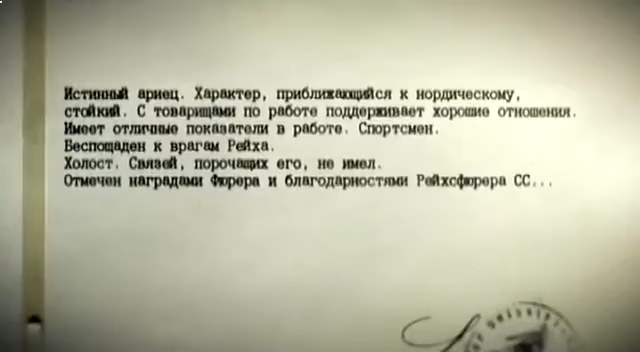 Истинный ариец. Характер, приближающийся к нордическому,
стойкий. С товарищами по работе поддерживает хорошие отношения.
Имеет отличные показатели в работе. Спортсмен.
Беспощаден к врагам Рейха.
Холост. Связей, порочащих его, не имел.
Отмечен наградами Фюрера и благодарностями Рейхсфюрера СС...